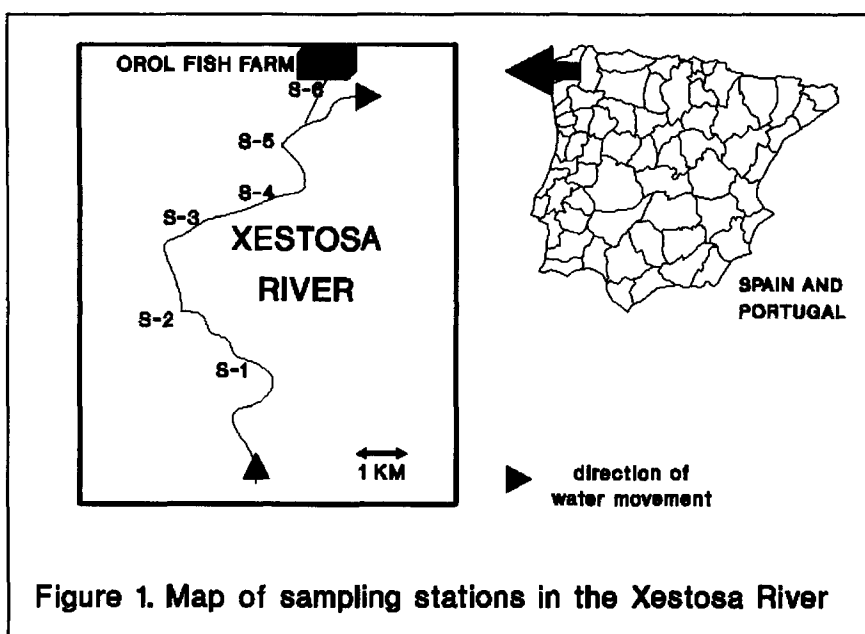 OROL FISH FARM
S-6
S-5
S-4
S-3
XESTOSA
RIVER
S-2
S-1
1 KM
SPAIN AND
PORTUGAL
direction of
water movement
Figure 1. Map of sampling stations in the Xestosa River